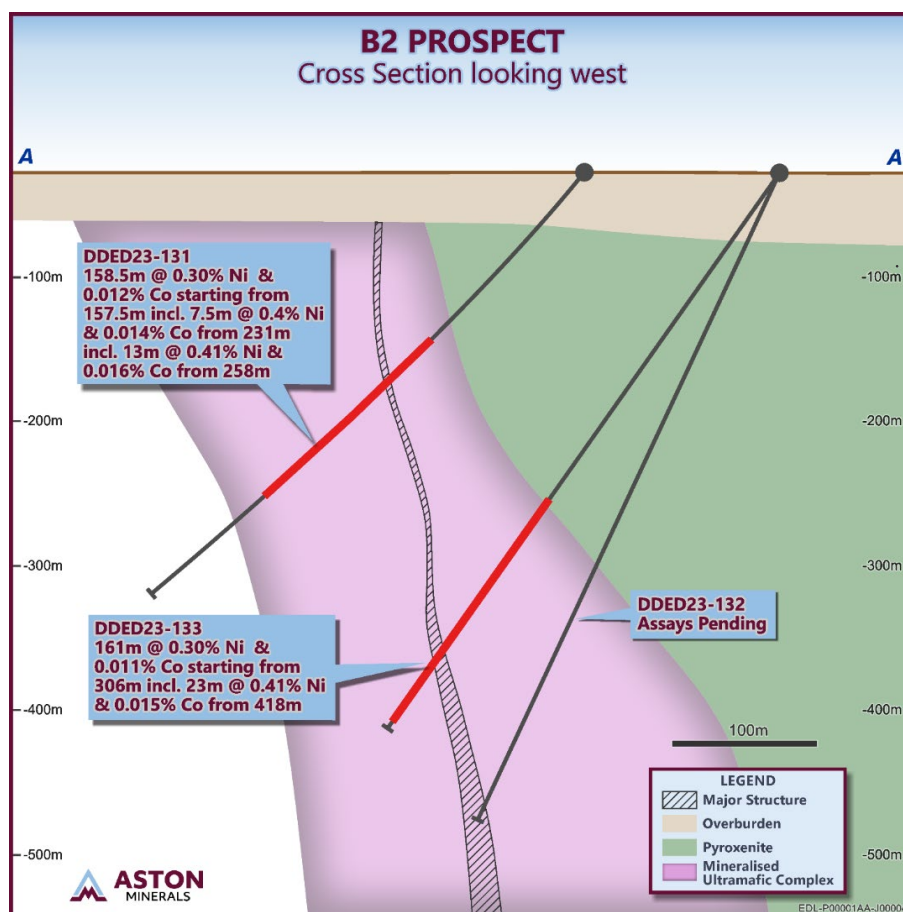 B2 PROSPECT
Cross Section looking west
A
A
DDED23-131
158.5m @ 0.30% Ni &
0.012% Co starting from
157.5m incl. 7.5m @ 0.4% Ni
& 0.014% Co from 231m
incl. 13m @ 0.41% Ni &
0.016% Co from 258m
-100m
-100m
-200m
-200m
-300m
-300m
DDED23-132
Assays Pending
DDED23-133
161m @ 0.30% Ni &
0.011% Co starting from
306m incl. 23m @ 0.41% Ni
& 0.015% Co from 418m
-400m
-400m
100m
LEGEND
Major Structure
Overburden
Pyroxenite
Mineralised
Ultramafic Complex
-500m
-500m
ASTON
MINERALS